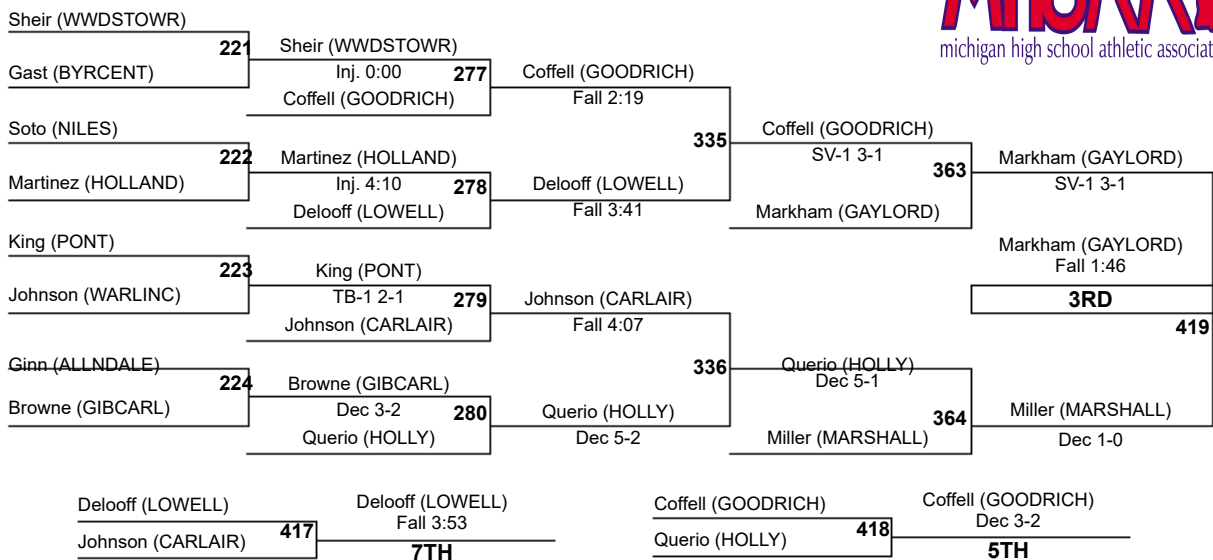 Sheir (WWDSTOWR)
221
Gast (BYRCENT)
Soto (NILES)
222
Martinez (HOLLAND)
King (PONT)
223
Johnson (WARLINC)
Ginn (ALLNDALE)
224
Browne (GIBCARL)
Sheir (WWDSTOWR)
Inj. 0:00
277
Coffell (GOODRICH)
Martinez (HOLLAND)
Inj. 4:10
278
Delooff (LOWELL)
King (PONT)
TB-1 2-1
279
Johnson (CARLAIR)
Browne (GIBCARL)
Dec 3-2
280
Querio (HOLLY)
Coffell (GOODRICH)
Fall 2:19
335
Delooff (LOWELL)
Fall 3:41
Johnson (CARLAIR)
Fall 4:07
336
Querio (HOLLY)
Dec 5-2
Coffell (GOODRICH)
SV-1 3-1
363
Markham (GAYLORD)
Querio (HOLLY)
Dec 5-1
364
Miller (MARSHALL)
michigan high school athletic associat
Markham (GAYLORD)
SV-1 3-1
Markham (GAYLORD)
Fall 1:46
3RD
419
Miller (MARSHALL)
Dec 1-0
Delooff (LOWELL)
417
Johnson (CARLAIR)
Delooff (LOWELL)
Fall 3:53
7TH
Coffell (GOODRICH)
418
Querio (HOLLY)
Coffell (GOODRICH)
Dec 3-2
5TH